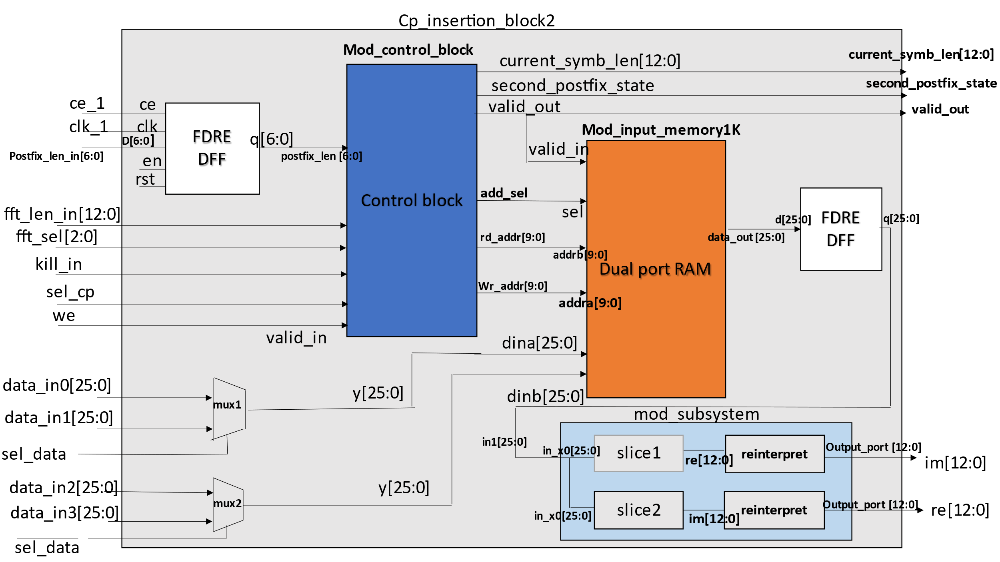 Cp_insertion_block2
Mod_control_block
current_symb_len[12:0]
current_symb_len[12:0]
second_postfix_state
second_postfix_state
valid_out
valid_out
ce_1
ce
clk_1
clk
D[6:0]
Postfix_len_in[6:0]
en
rst
FDRE
DFF
q[6:0]
postfix_len [6:0]
Control block
Mod_input_memory1K
valid_in
add_sel
sel
rd_addr[9:0]
addrb[9:0]
Dual port RAM
Wr_addr[9:0]
addra[9:0]
dina[25:0]
dinb[25:0]
data_out [25:0]
d[25:0]
FDRE
DFF
q[25:0]
fft_len_in[12:0]
fft_sel[2:0]
kill_in
sel_cp
we
valid_in
data_in0[25:0]
data_in1[25:0]
mux1
sel_data
y[25:0]
data_in2[25:0]
data_in3[25:0]
mux2
sel_data
y[25:0]
mod_subsystem
in1[25:0]
in_x0[25:0]
slice1
re[12:0]
reinterpret
Output_port [12:0]
im[12:0]
in_x0[25:0]
slice2
im[12:0]
reinterpret
Output_port [12:0]
re[12:0]